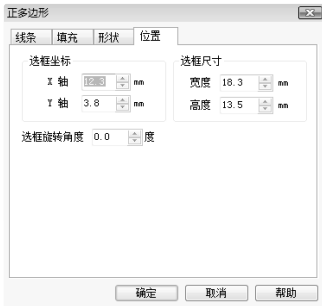 正多边形
线条 填充 形状 位置
选框坐标 选框尺寸
X 轴 12.3 mm 宽度 18.3 mm
Y 轴 3.8 mm 高度 13.5 mm
选框旋转角度 0.0 度
确定 取消 帮助